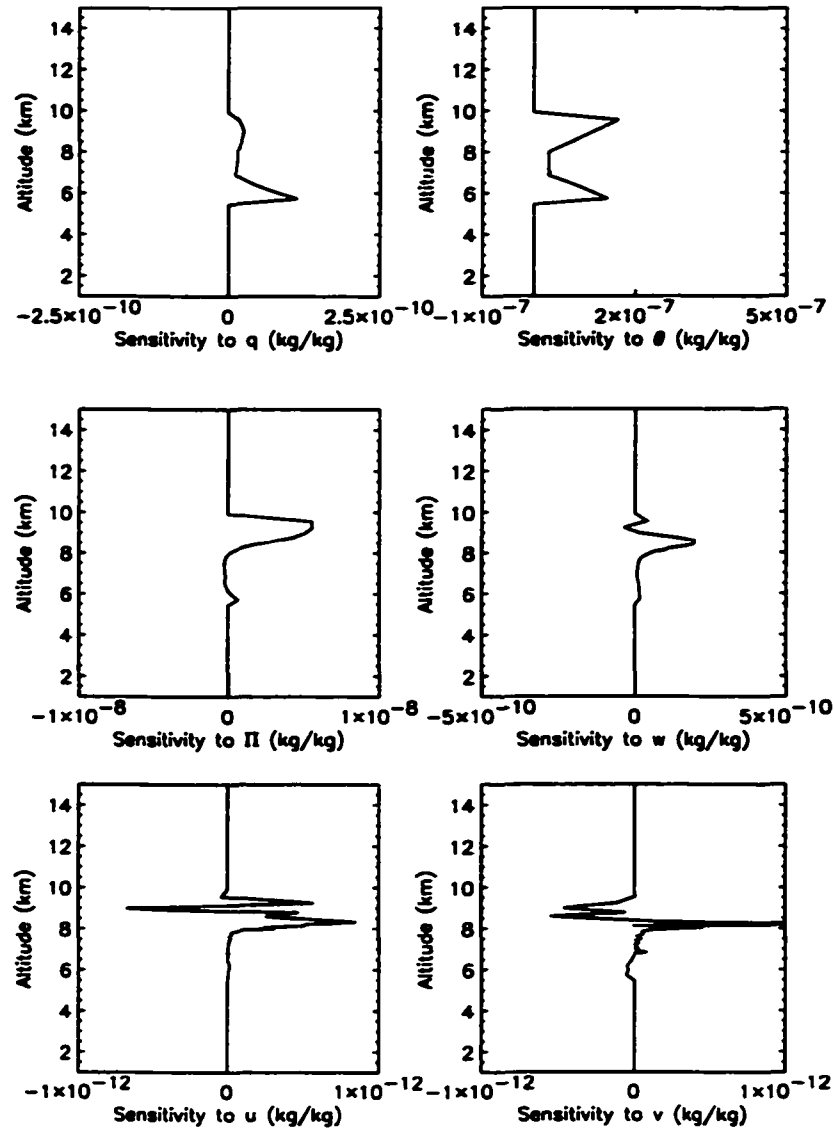 14
12
10
8
6
4
2
Altitude (km)
−2.5×10⁻¹⁰ 0 2.5×10⁻¹⁰
Sensitivity to q (kg/kg)
14
12
10
8
6
4
2
Altitude (km)
−1×10⁻⁷ 2×10⁻⁷ 5×10⁻⁷
Sensitivity to θ (kg/kg)
14
12
10
8
6
4
2
Altitude (km)
−1×10⁻⁸ 0 1×10⁻⁸
Sensitivity to Π (kg/kg)
14
12
10
8
6
4
2
Altitude (km)
−5×10⁻¹⁰ 0 5×10⁻¹⁰
Sensitivity to w (kg/kg)
14
12
10
8
6
4
2
Altitude (km)
−1×10⁻¹² 0 1×10⁻¹²
Sensitivity to u (kg/kg)
14
12
10
8
6
4
2
Altitude (km)
−1×10⁻¹² 0 1×10⁻¹²
Sensitivity to v (kg/kg)